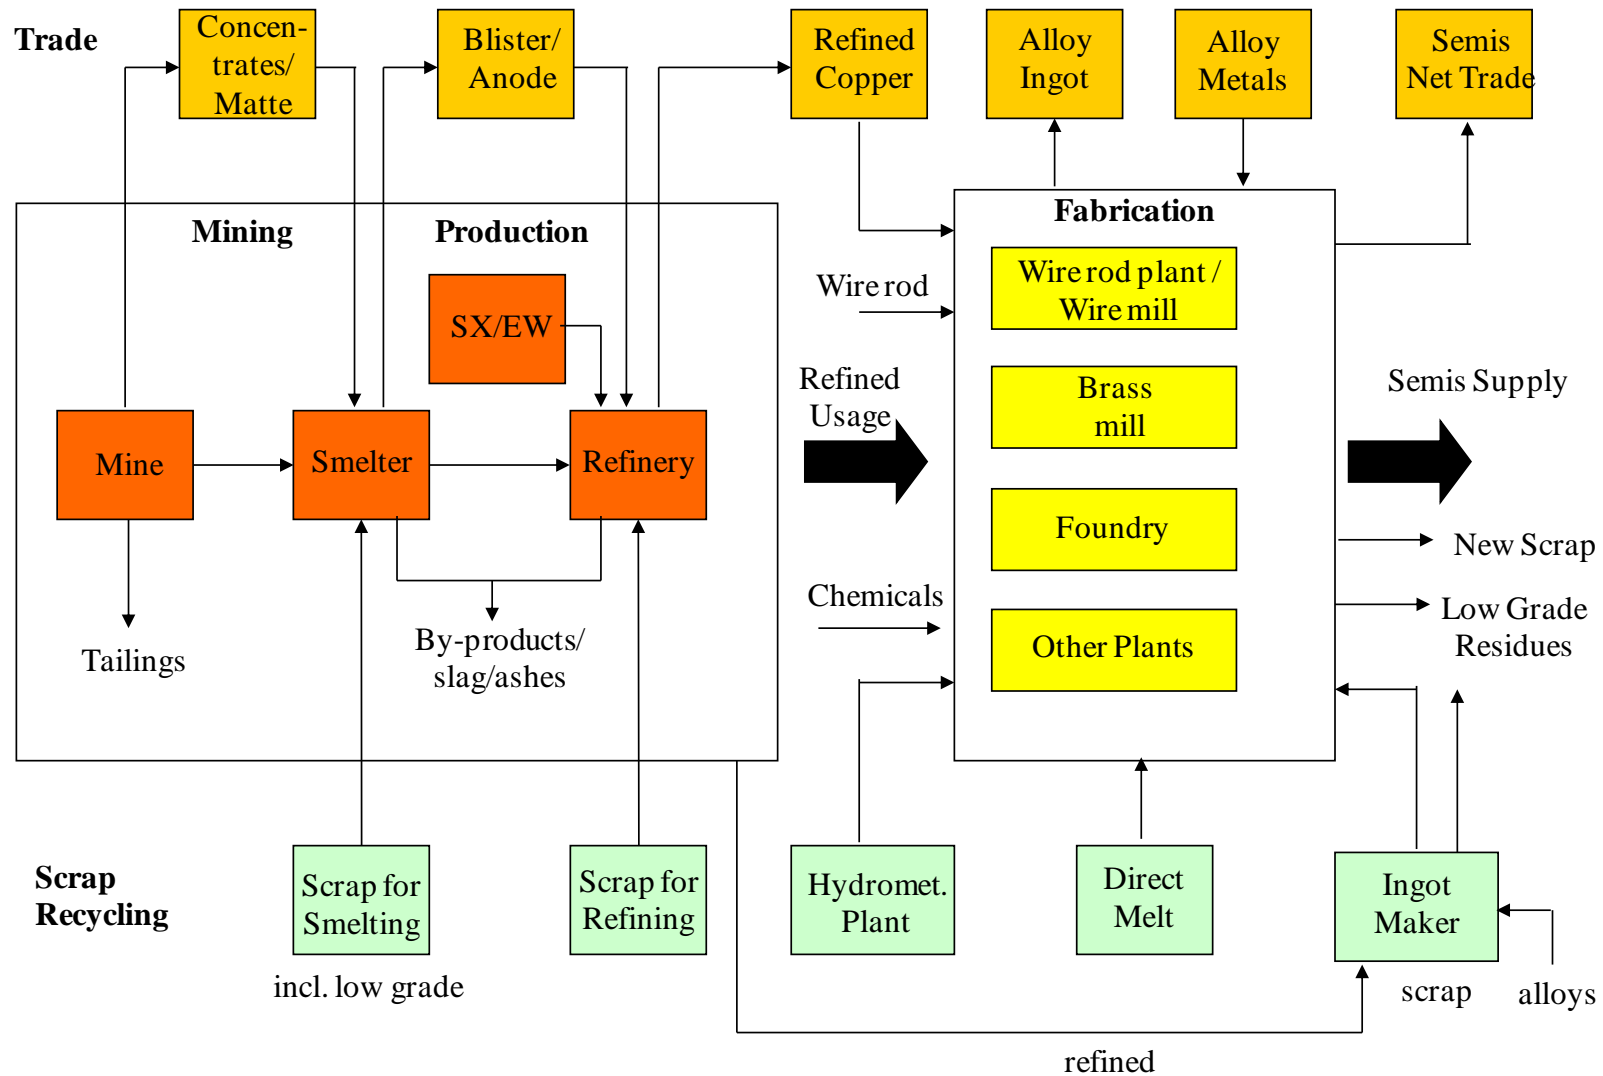 Trade
Concen-
trates/
Matte
Blister/
Anode
Refined
Copper
Alloy
Ingot
Alloy
Metals
Semis
Net Trade
Mining
Production
Fabrication
SX/EW
Wire rod
Wire rod plant /
Wire mill
Refined
Usage
Brass
mill
Semis Supply
Mine
Smelter
Refinery
Foundry
New Scrap
Chemicals
Low Grade
Residues
Tailings
By-products/
slag/ashes
Other Plants
Scrap
Recycling
Scrap for
Smelting
Scrap for
Refining
Hydromet.
Plant
Direct
Melt
Ingot
Maker
incl. low grade
scrap
alloys
refined